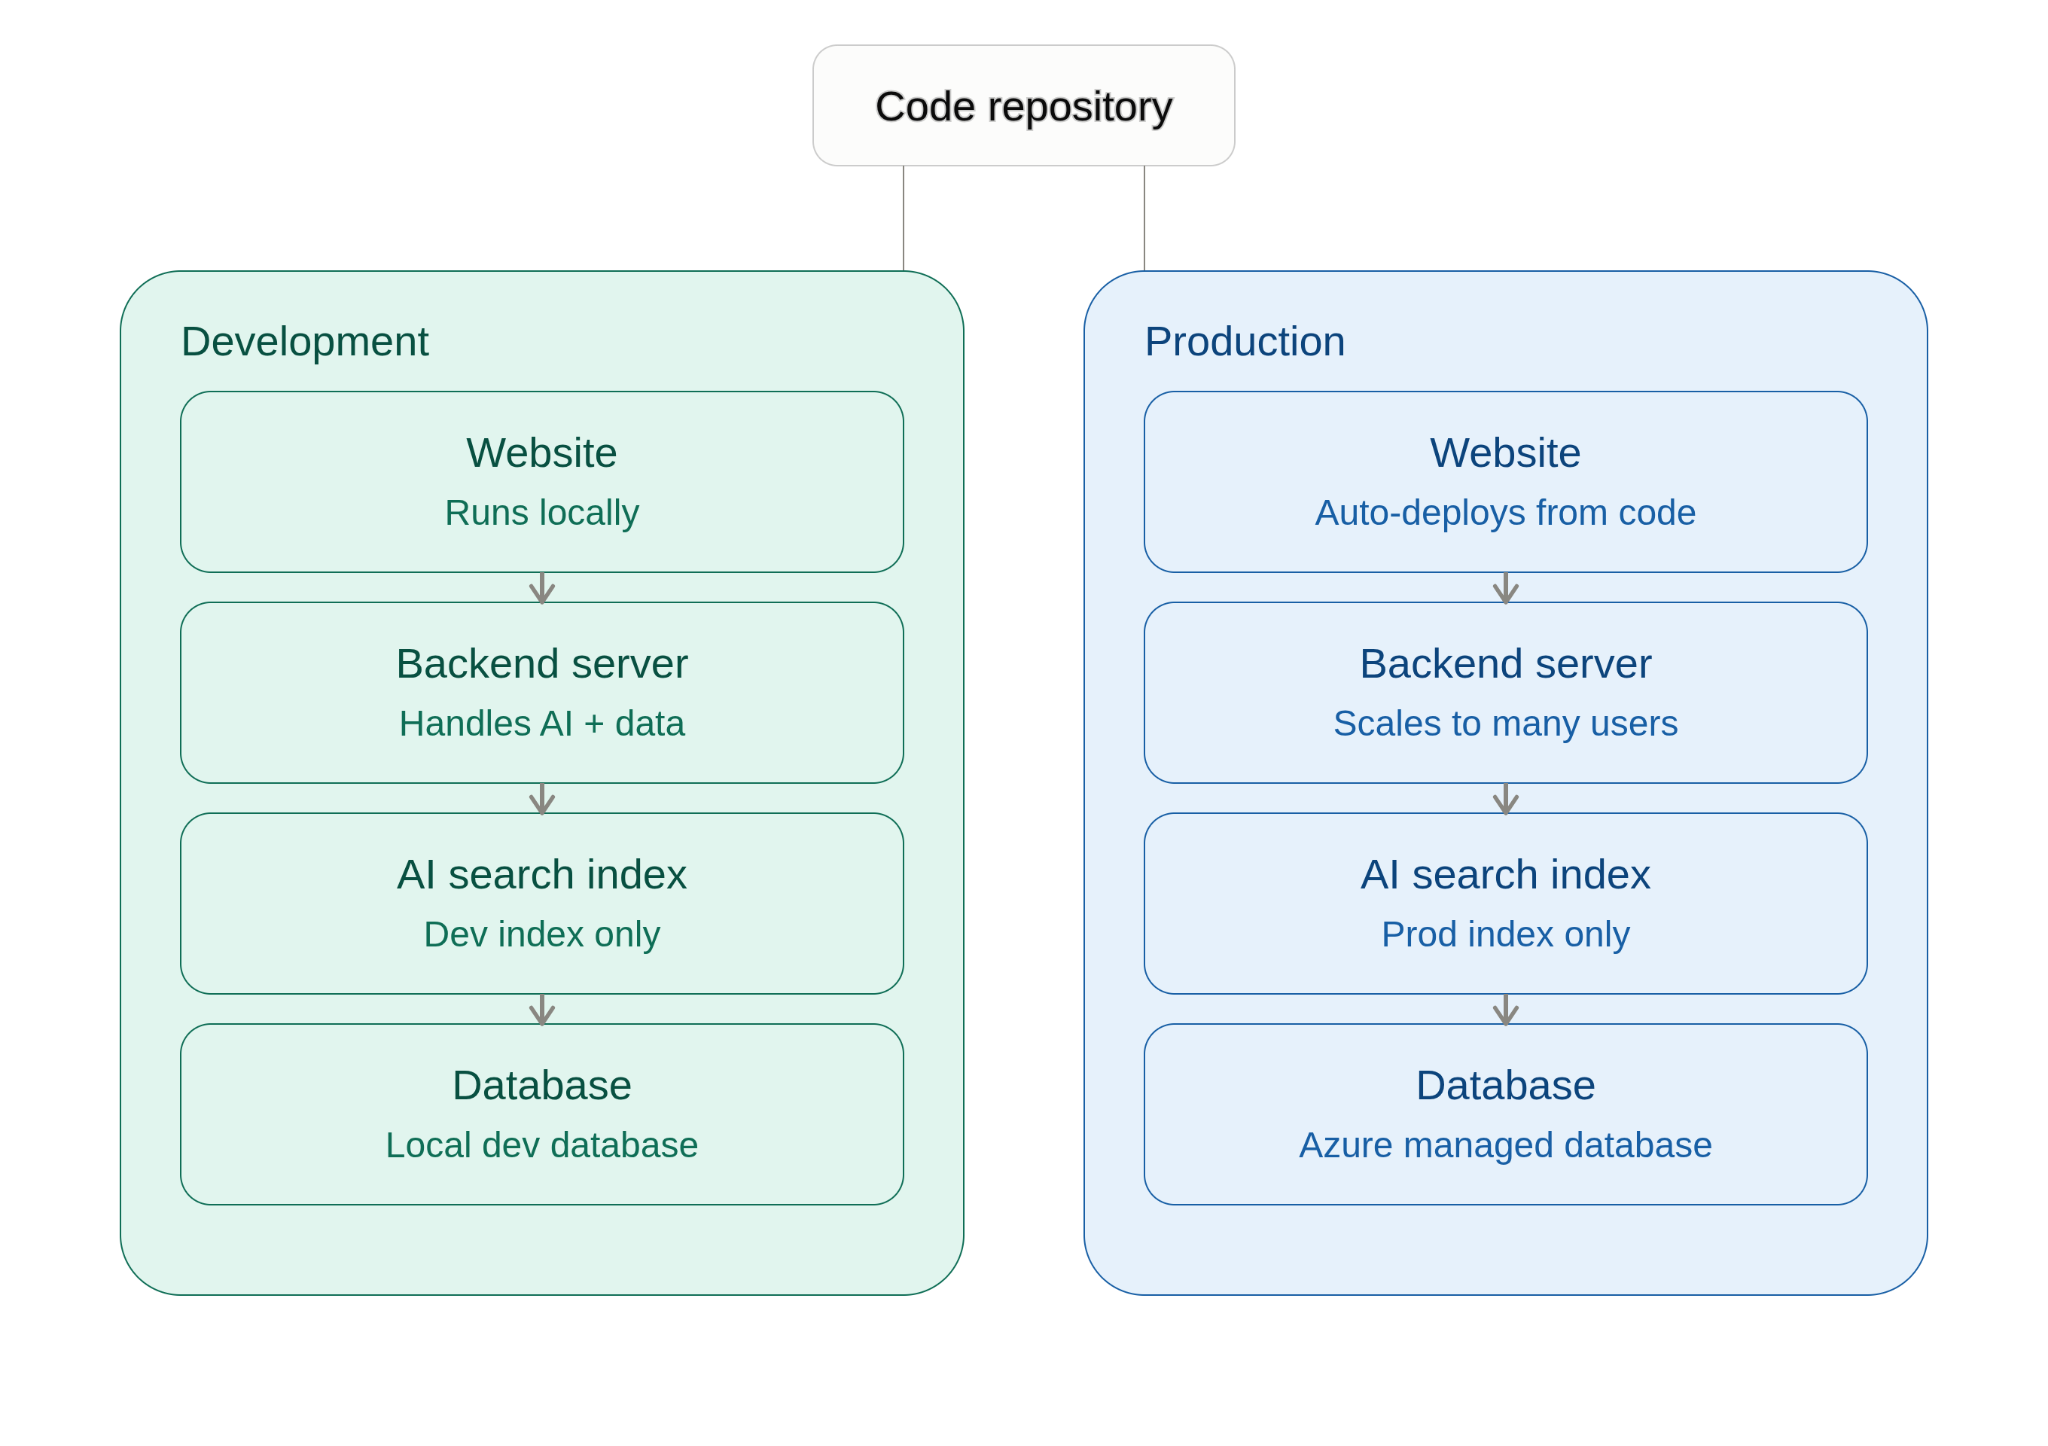 Code repository
Development
Website
Runs locally
Backend server
Handles AI + data
AI search index
Dev index only
Database
Local dev database
Production
Website
Auto-deploys from code
Backend server
Scales to many users
AI search index
Prod index only
Database
Azure managed database